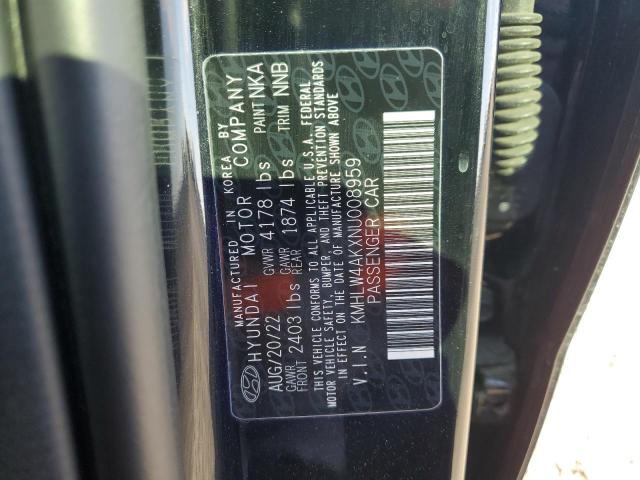 MANUFACTURED IN KOREA BY
HYUNDAI MOTOR COMPANY
AUG/20/22 GVWR 4178 lbs PAINT NKA
GAWR FRONT 2403 lbs GAWR REAR 1874 lbs TRIM NNB
THIS VEHICLE CONFORMS TO ALL APPLICABLE U.S.A. FEDERAL
MOTOR VEHICLE SAFETY, BUMPER, AND THEFT PREVENTION STANDARDS
IN EFFECT ON THE DATE OF MANUFACTURE SHOWN ABOVE
V.I.N KMHLW4AKXNU008959
PASSENGER CAR